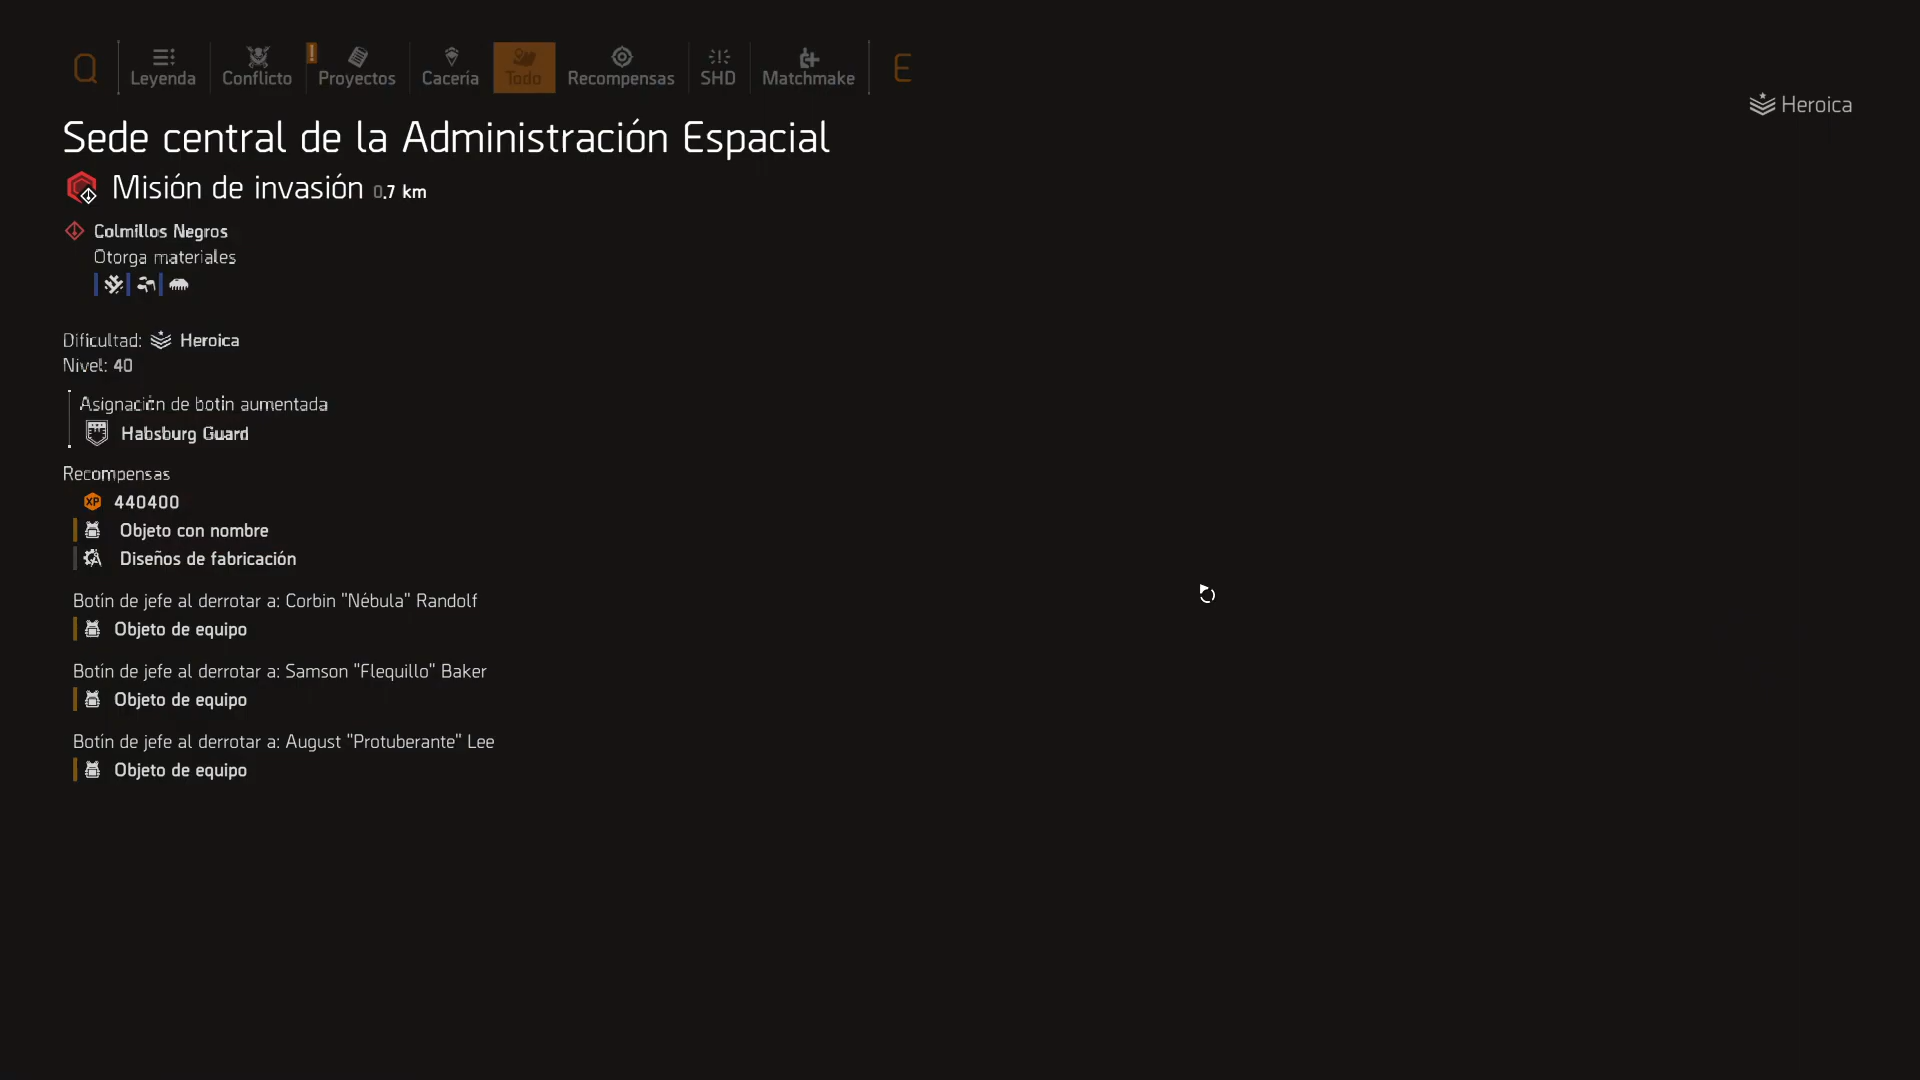 Q
Leyenda
Conflicto
!
Proyectos
Cacería
Todo
Recompensas
SHD
Matchmake
E
Heroica
Sede central de la Administración Espacial
Misión de invasión 0.7 km
Colmillos Negros
Otorga materiales
Dificultad: Heroica
Nivel: 40
Asignación de botín aumentada
Habsburg Guard
Recompensas
XP 440400
Objeto con nombre
Diseños de fabricación
Botín de jefe al derrotar a: Corbin "Nébula" Randolf
Objeto de equipo
Botín de jefe al derrotar a: Samson "Flequillo" Baker
Objeto de equipo
Botín de jefe al derrotar a: August "Protuberante" Lee
Objeto de equipo